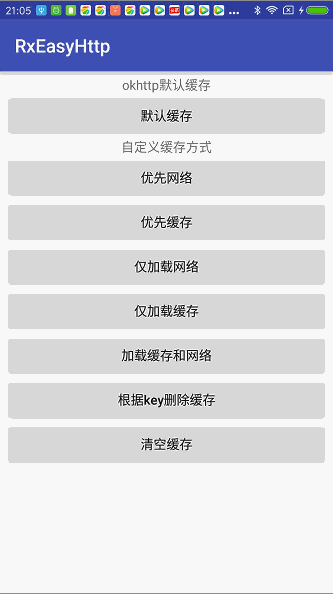 21:05
RxEasyHttp
okhttp默认缓存
默认缓存
自定义缓存方式
优先网络
优先缓存
仅加载网络
仅加载缓存
加载缓存和网络
根据key删除缓存
清空缓存